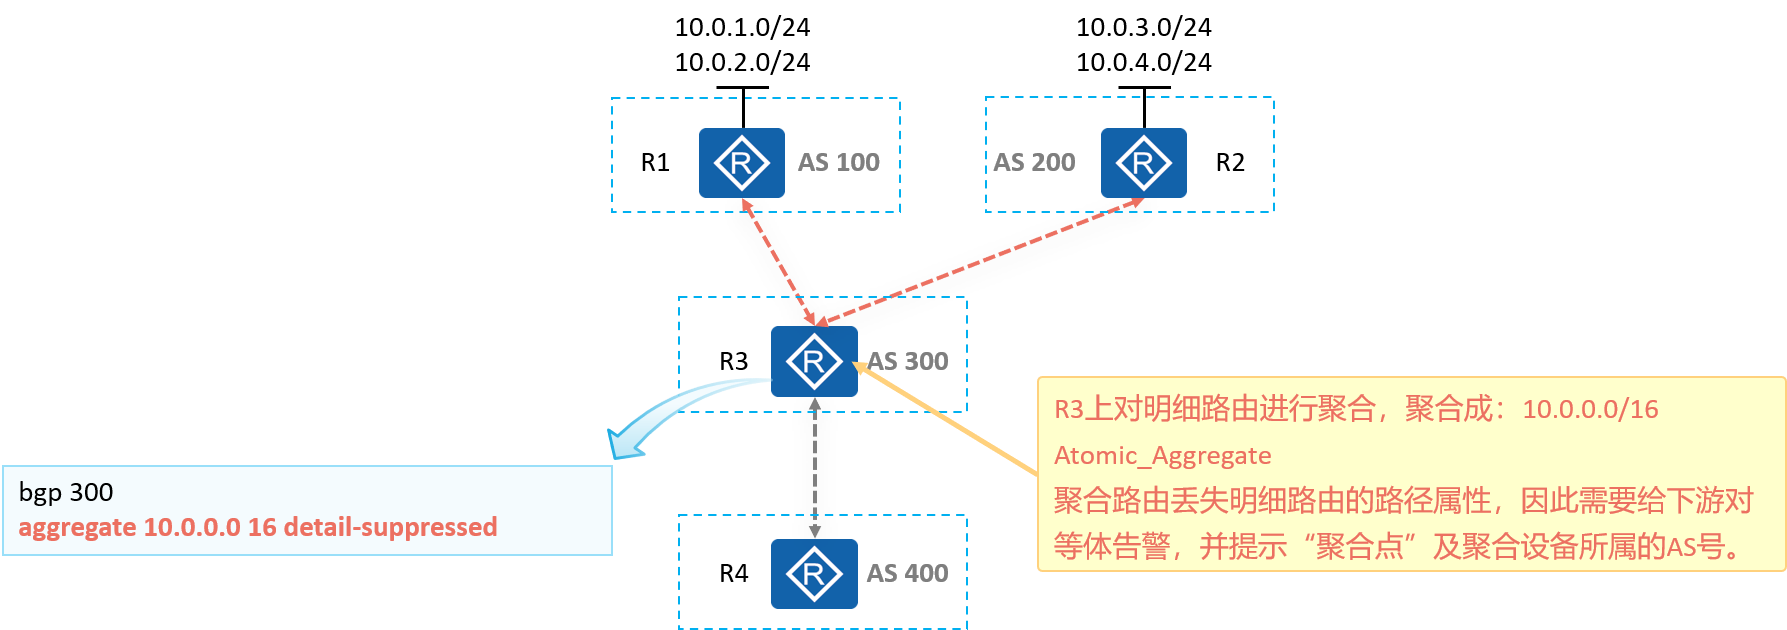 10.0.1.0/24
10.0.2.0/24
10.0.3.0/24
10.0.4.0/24
R1
R
AS 100
AS 200
R
R2
R3
R
AS 300
bgp 300
aggregate 10.0.0.0 16 detail-suppressed
R3上对明细路由进行聚合，聚合成：10.0.0.0/16
Atomic_Aggregate
聚合路由丢失明细路由的路径属性，因此需要给下游对
等体告警，并提示“聚合点”及聚合设备所属的AS号。
R4
R
AS 400